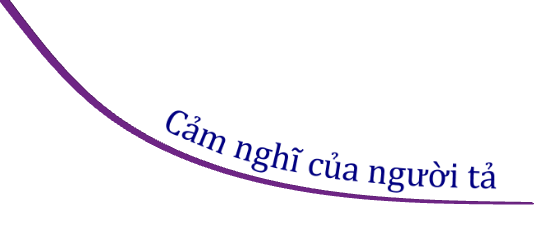 Cảm nghĩ của người tả